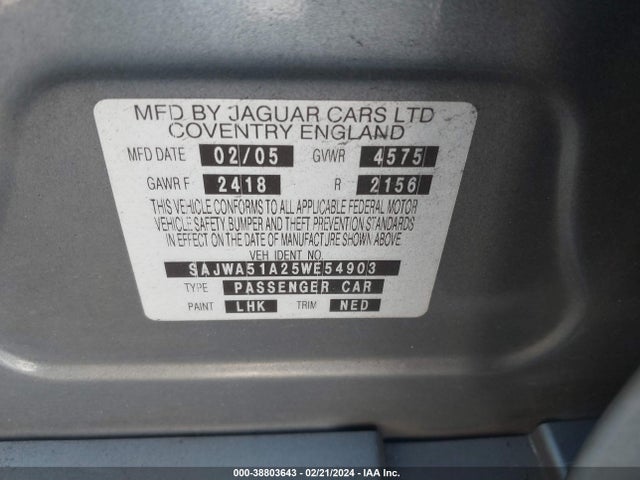 MFD BY JAGUAR CARS LTD
COVENTRY ENGLAND
MFD DATE 02/05 GVWR 4575
GAWR F 2418 R 2156
THIS VEHICLE CONFORMS TO ALL APPLICABLE FEDERAL MOTOR
VEHICLE SAFETY, BUMPER AND THEFT PREVENTION STANDARDS
IN EFFECT ON THE DATE OF MANUFACTURE SHOWN ABOVE.
VEH IDENT NO.
SAJWA51A25WE54903
TYPE PASSENGER CAR
PAINT LHK TRIM NED
000-38803643 - 02/21/2024 - IAA Inc.